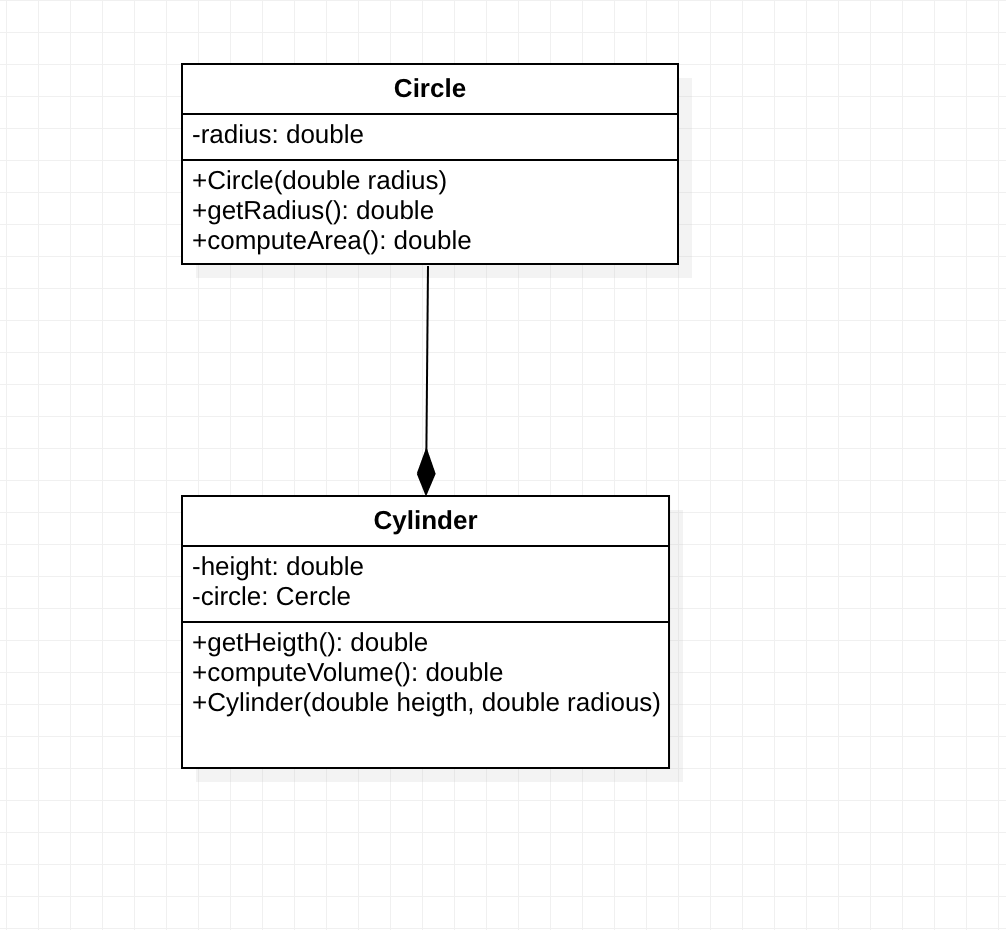 Circle
-radius: double
+Circle(double radius)
+getRadius(): double
+computeArea(): double
Cylinder
-height: double
-circle: Cercle
+getHeigth(): double
+computeVolume(): double
+Cylinder(double heigth, double radious)